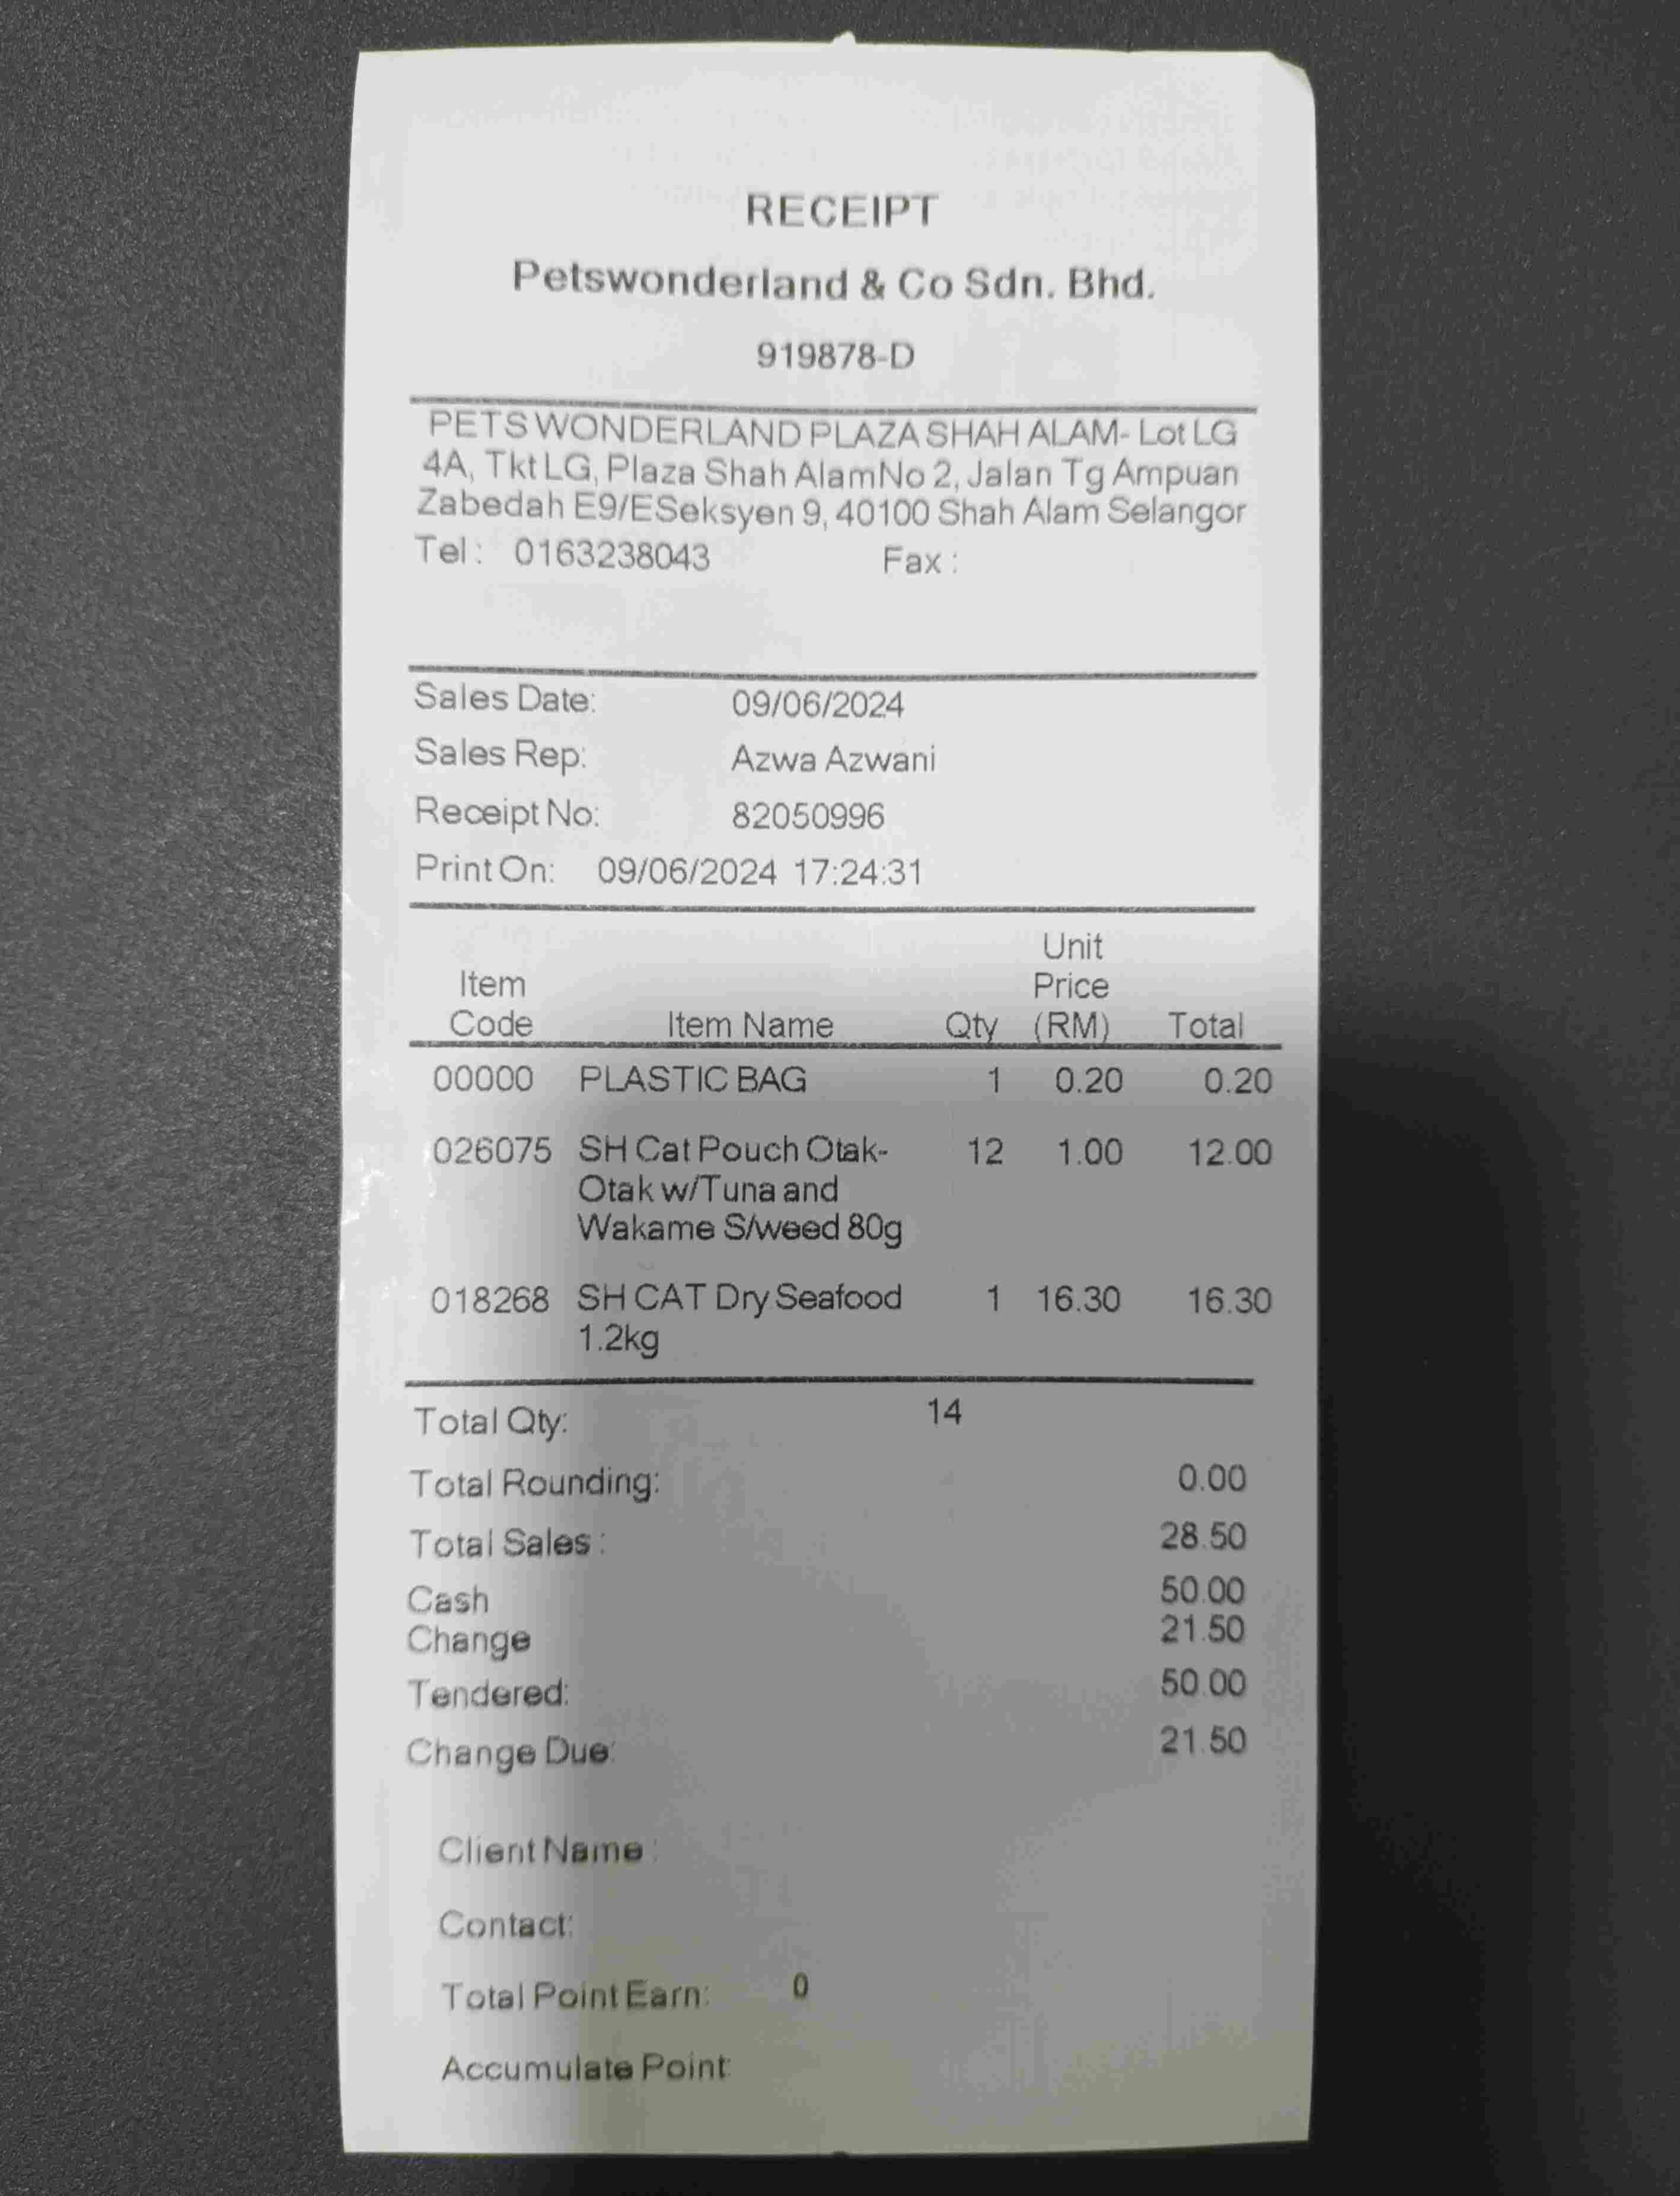 RECEIPT
Petswonderland & Co Sdn. Bhd.
919878-D
PETS WONDERLAND PLAZA SHAH ALAM- Lot LG
4A, Tkt LG, Plaza Shah AlamNo 2, Jalan Tg Ampuan
Zabedah E9/ESeksyen 9, 40100 Shah Alam Selangor
Tel : 0163238043 Fax :
Sales Date: 09/06/2024
Sales Rep: Azwa Azwani
Receipt No: 82050996
Print On: 09/06/2024 17:24:31
Unit
Item Price
Code Item Name Qty (RM) Total
00000 PLASTIC BAG 1 0.20 0.20
026075 SH Cat Pouch Otak- 12 1.00 12.00
Otak w/Tuna and
Wakame S/weed 80g
018268 SH CAT Dry Seafood 1 16.30 16.30
1.2kg
Total Qty: 14
Total Rounding: 0.00
Total Sales : 28.50
Cash 50.00
Change 21.50
Tendered: 50.00
Change Due: 21.50
Client Name :
Contact:
Total Point Earn: 0
Accumulate Point: